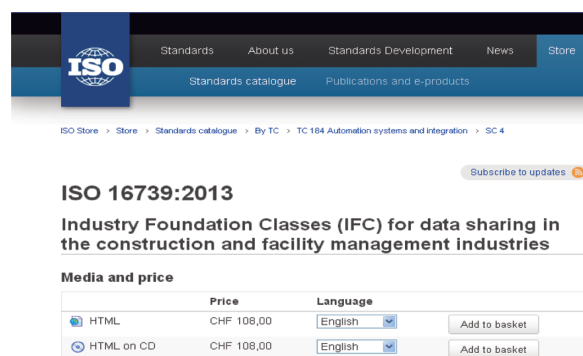 ISO
Standards About us Standards Development News Store
Standards catalogue Publications and e-products
ISO Store > Store > Standards catalogue > By TC > TC 184 Automation systems and integration > SC 4
Subscribe to updates
ISO 16739:2013
Industry Foundation Classes (IFC) for data sharing in
the construction and facility management industries
Media and price
Price Language
HTML CHF 108,00 English Add to basket
HTML on CD CHF 108,00 English Add to basket